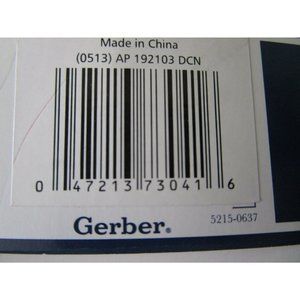 Made in China
(0513) AP 192103 DCN
0 47213 73041 6
Gerber®
5215-0637